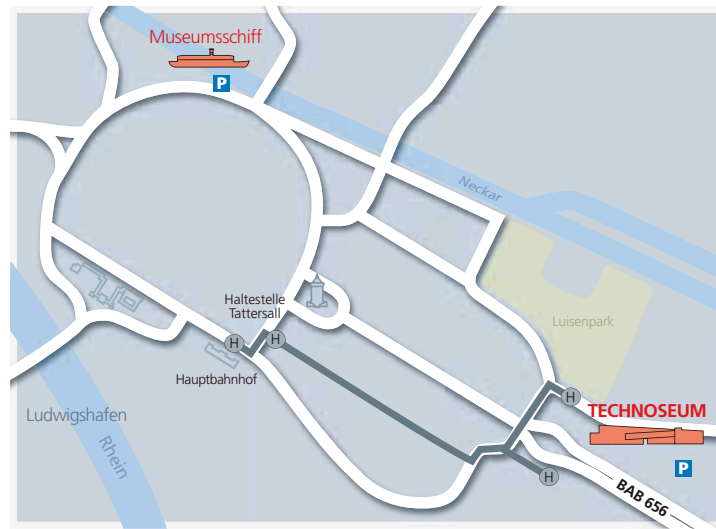 Museumsschiff
P
Neckar
Haltestelle
Tattersall
Luisenpark
H
H
Hauptbahnhof
H
TECHNOSEUM
Ludwigshafen
Rhein
H
P
BAB 656